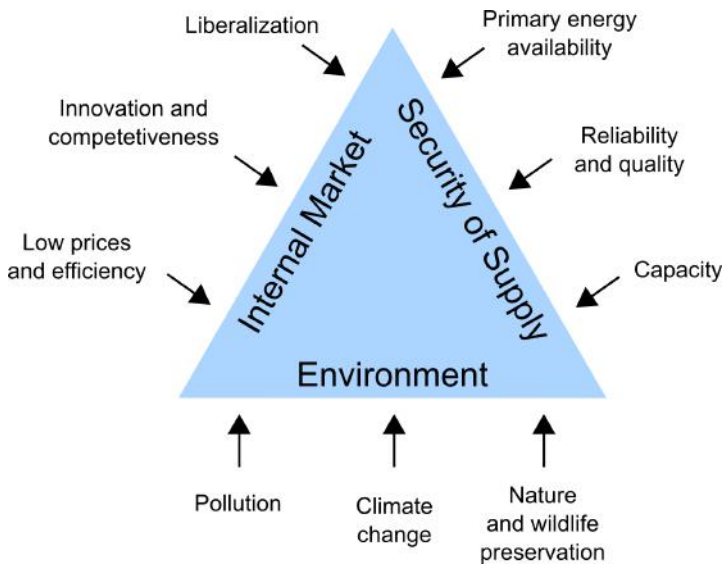 Liberalization
Primary energy
availability
Innovation and
competetiveness
Reliability
and quality
Low prices
and efficiency
Capacity
Internal Market
Security of Supply
Environment
Pollution
Climate
change
Nature
and wildlife
preservation